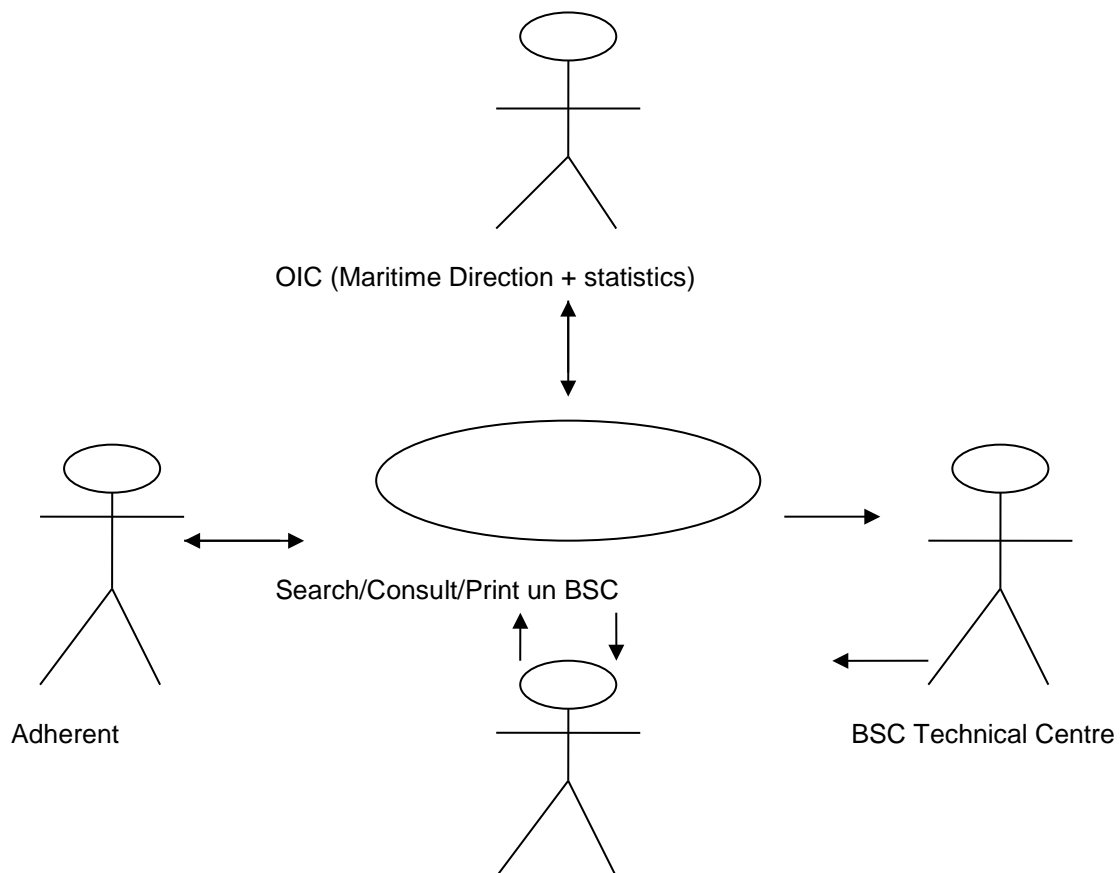 OIC (Maritime Direction + statistics)
Search/Consult/Print un BSC
Adherent
BSC Technical Centre